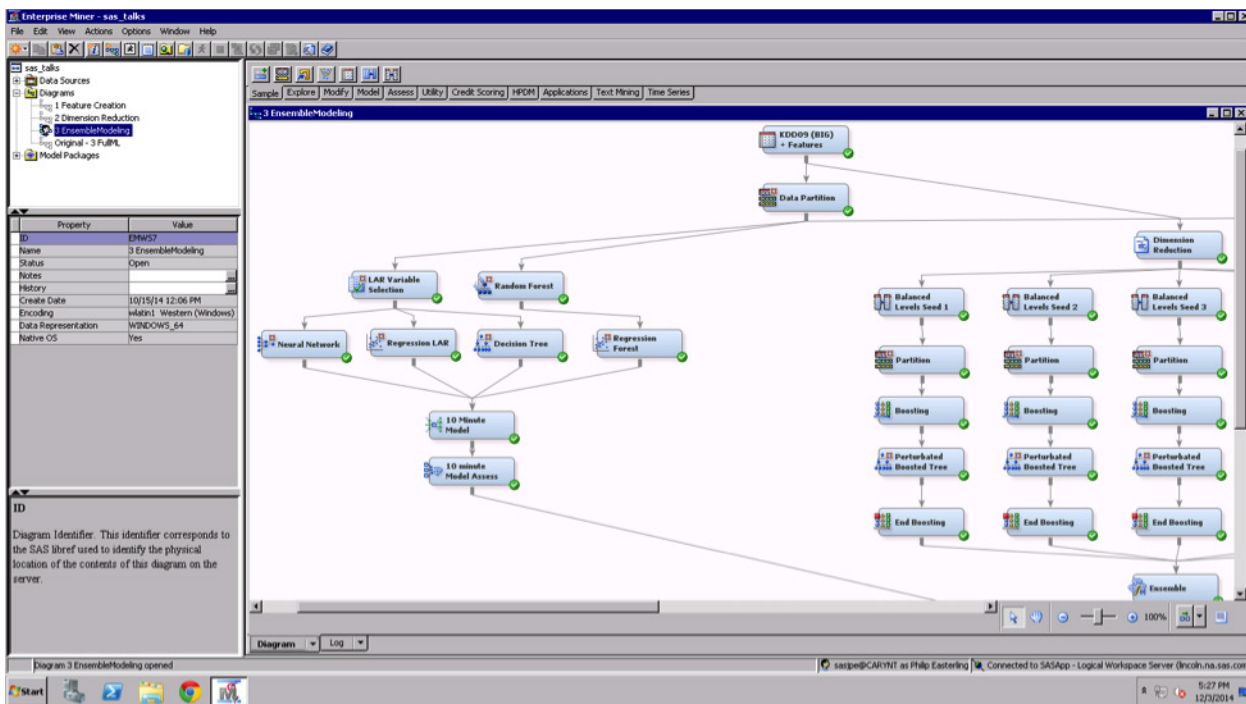 Enterprise Miner - sas_talks
File Edit View Actions Options Window Help
sas_talks
Data Sources
Diagrams
1 Feature Creation
2 Dimension Reduction
3 EnsembleModeling
Original - 3 FullML
Model Packages
Sample Explore Modify Model Assess Utility Credit Scoring HPDM Applications Text Mining Time Series
3 EnsembleModeling
Property Value
ID EMWS7
Name 3 EnsembleModeling
Status Open
Notes
History
Create Date 10/15/14 12:06 PM
Encoding wlatin1 Western (Windows)
Data Representation WINDOWS_64
Native OS Yes
ID
Diagram Identifier. This identifier corresponds to
the SAS libref used to identify the physical
location of the contents of this diagram on the
server.
KDD09 (BIG)
+ Features
Data Partition
LAR Variable
Selection
Random Forest
Dimension
Reduction
Neural Network
Regression LAR
Decision Tree
Regression
Forest
10 Minute
Model
10 minute
Model Assess
Balanced
Levels Seed 1
Balanced
Levels Seed 2
Balanced
Levels Seed 3
Partition
Partition
Partition
Boosting
Boosting
Boosting
Perturbated
Boosted Tree
Perturbated
Boosted Tree
Perturbated
Boosted Tree
End Boosting
End Boosting
End Boosting
Ensemble
100%
Diagram Log
Diagram 3 EnsembleModeling opened
sasjpe@CARYNT as Philip Easterling
Connected to SASApp - Logical Workspace Server (lincoln.na.sas.com
Start
5:27 PM
12/3/2014